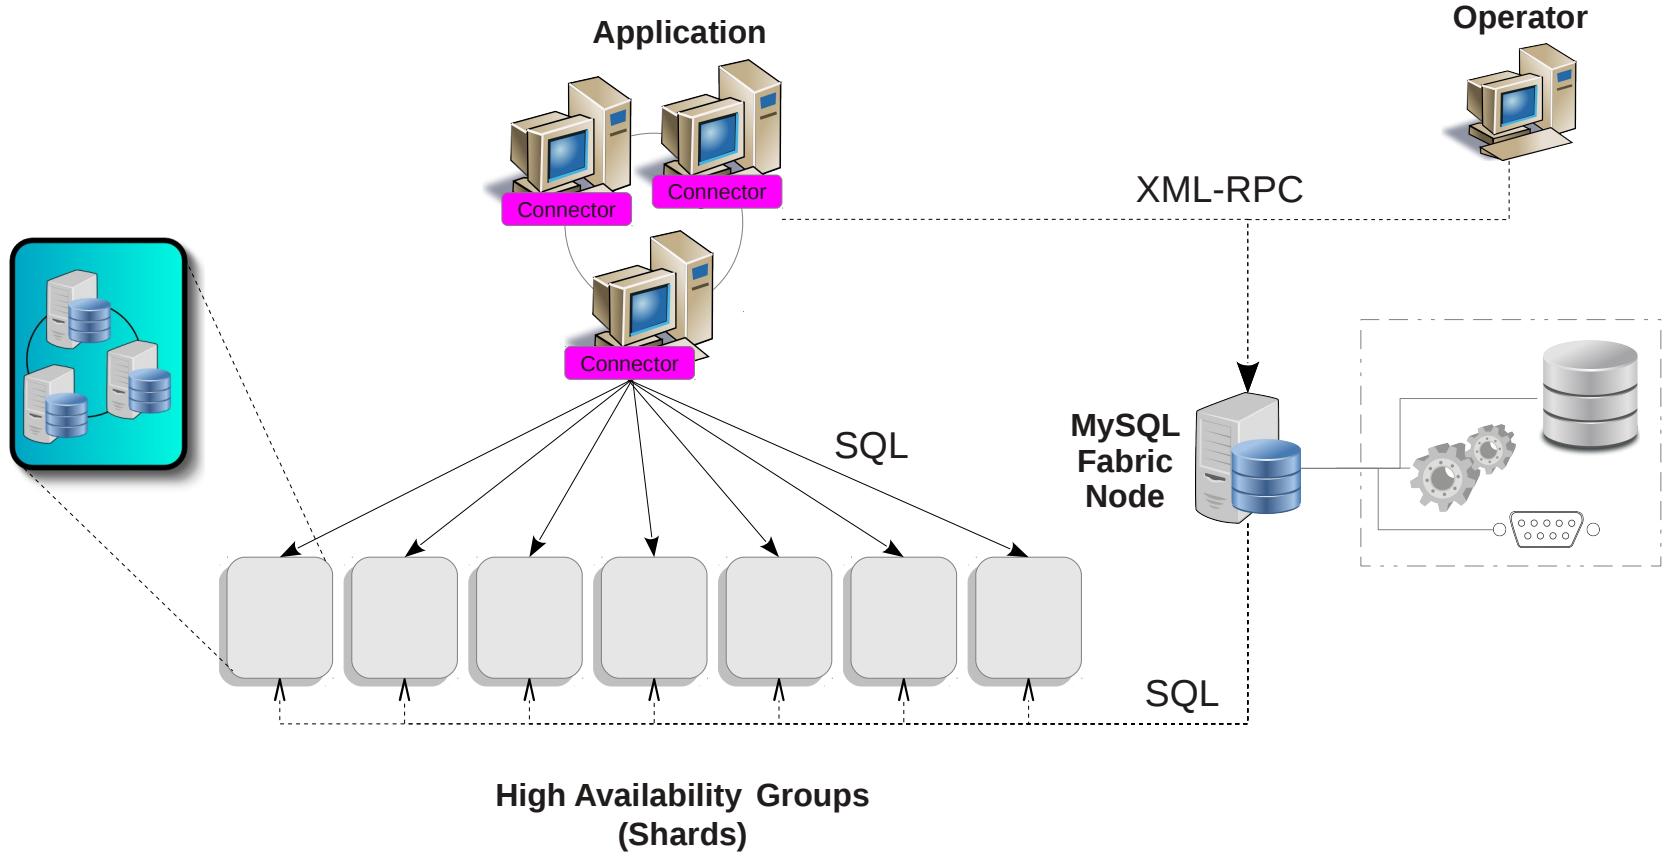 Operator
Application
XML-RPC
Connector
Connector
Connector
MySQL
Fabric
Node
SQL
SQL
High Availability Groups
(Shards)